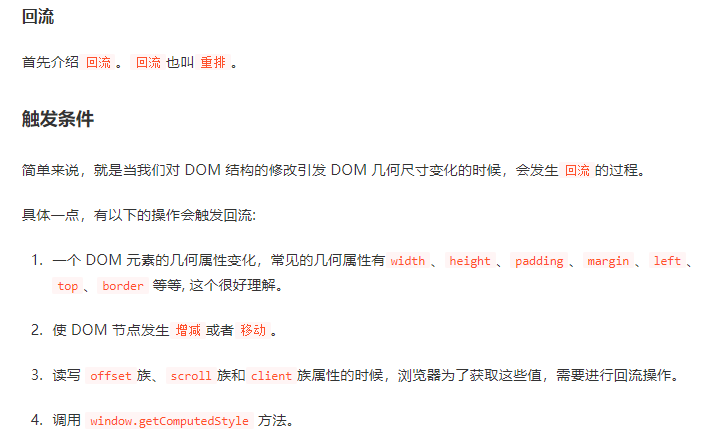 回流
首先介绍 回流 。 回流 也叫 重排 。
触发条件
简单来说，就是当我们对 DOM 结构的修改引发 DOM 几何尺寸变化的时候，会发生 回流 的过程。
具体一点，有以下的操作会触发回流:
1. 一个 DOM 元素的几何属性变化，常见的几何属性有 width 、 height 、 padding 、 margin 、 left 、
top 、 border 等等, 这个很好理解。
2. 使 DOM 节点发生 增减 或者 移动 。
3. 读写 offset 族、 scroll 族和 client 族属性的时候，浏览器为了获取这些值，需要进行回流操作。
4. 调用 window.getComputedStyle 方法。